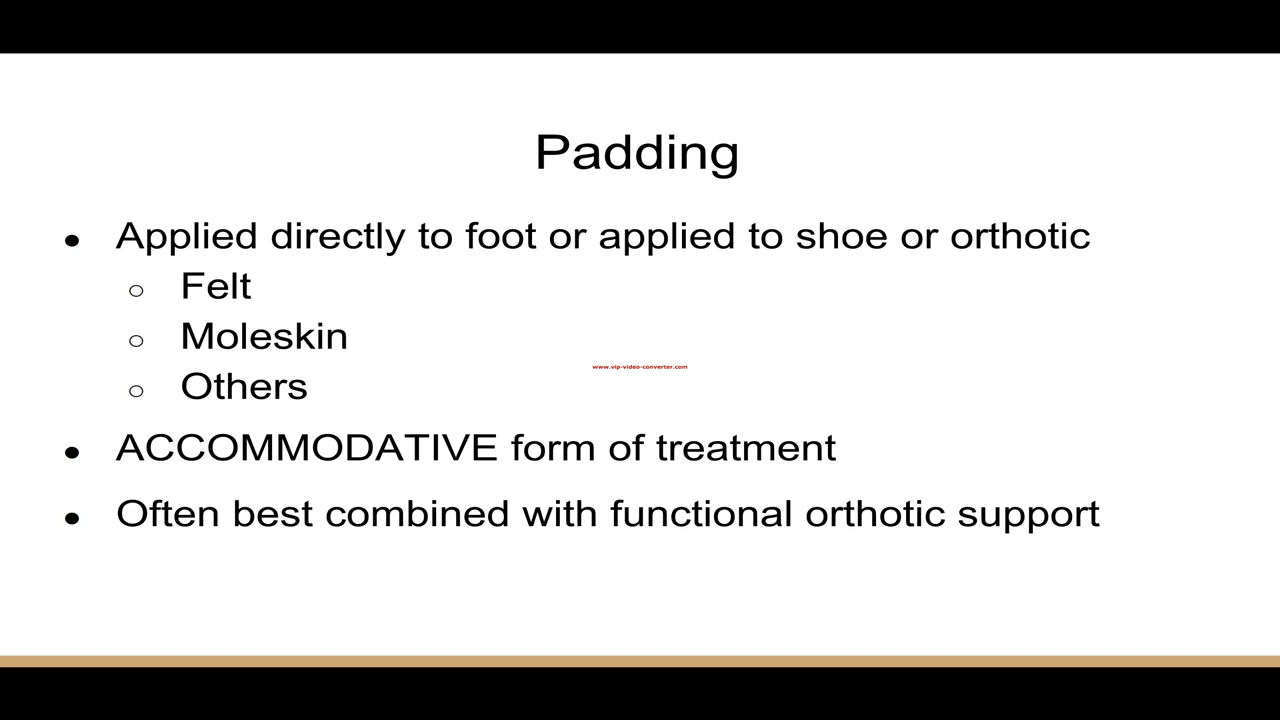 Padding
● Applied directly to foot or applied to shoe or orthotic
○ Felt
○ Moleskin
www.vip-video-converter.com
○ Others
● ACCOMMODATIVE form of treatment
● Often best combined with functional orthotic support